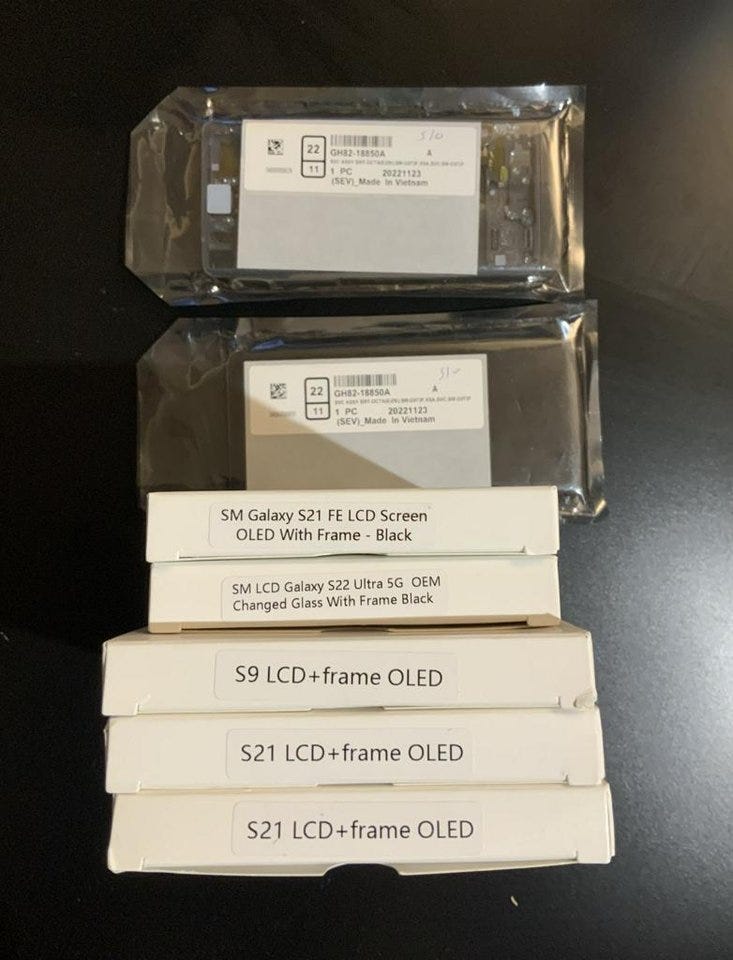 S10
22
11
GH82-18850A
A
1 PC 20221123
(SEV)_Made In Vietnam
S10
22
11
GH82-18850A
A
1 PC 20221123
(SEV)_Made In Vietnam
SM Galaxy S21 FE LCD Screen
OLED With Frame - Black
SM LCD Galaxy S22 Ultra 5G OEM
Changed Glass With Frame Black
S9 LCD+frame OLED
S21 LCD+frame OLED
S21 LCD+frame OLED